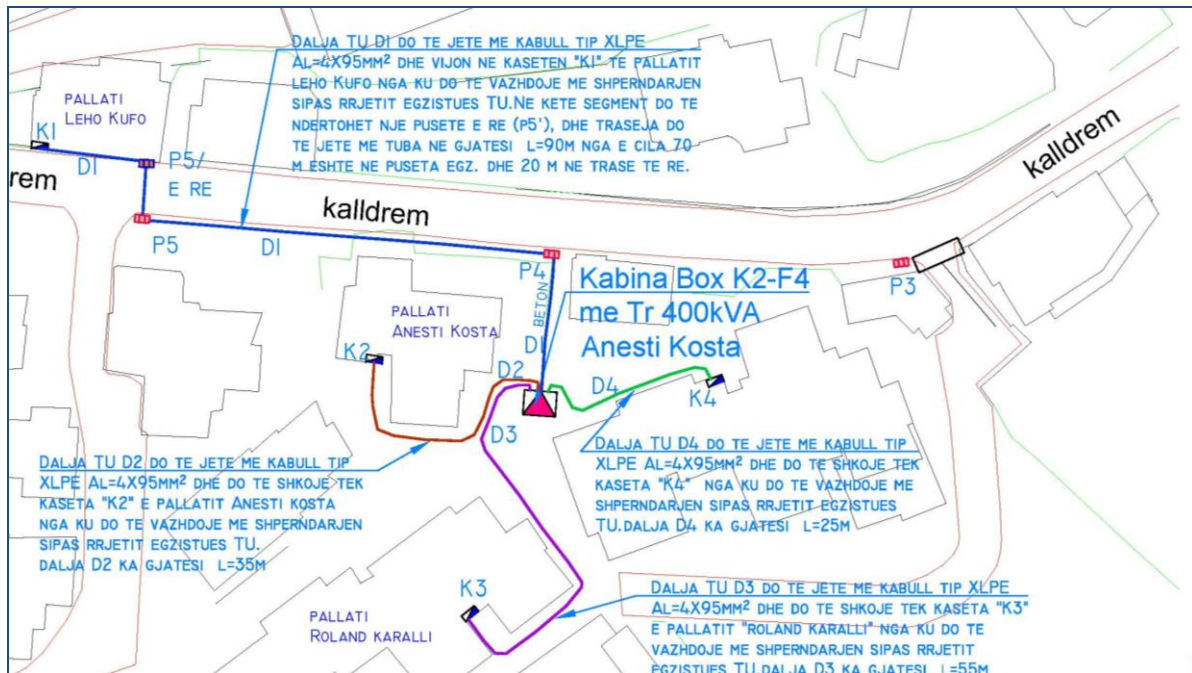 DALJA TU D1 DO TE JETE ME KABULL TIP XLPE
AL=4X95MM² DHE VIJON NE KASETEN "K1" TE PALLATIT
LEHO KUFO NGA KU DO TE VAZHDOJE ME SHPERNDARJEN
SIPAS RRJETIT EGZISTUES TU.NE KETE SEGMENT DO TE
NDERTOHET NJE PUSETE E RE (P5'), DHE TRASEJA DO
TE JETE ME TUBA NE GJATESI L=90M NGA E CILA 70
M ESHTE NE PUSETA EGZ. DHE 20 M NE TRASE TE RE.
PALLATI
LEHO KUFO
K1
D1
P5/
E RE
rem
kalldrem
kalldrem
P5
D1
P4
P3
BETON
D1
Kabina Box K2-F4
me Tr 400kVA
Anesti Kosta
PALLATI
ANESTI KOSTA
K2
D2
D4
K4
D3
DALJA TU D2 DO TE JETE ME KABULL TIP
XLPE AL=4X95MM² DHE DO TE SHKOJE TEK
KASETA "K2" E PALLATIT ANESTI KOSTA
NGA KU DO TE VAZHDOJE ME SHPERNDARJEN
SIPAS RRJETIT EGZISTUES TU.
DALJA D2 KA GJATESI L=35M
DALJA TU D4 DO TE JETE ME KABULL TIP
XLPE AL=4X95MM² DHE DO TE SHKOJE TEK
KASETA "K4" NGA KU DO TE VAZHDOJE ME
SHPERNDARJEN SIPAS RRJETIT EGZISTUES
TU.DALJA D4 KA GJATESI L=25M
K3
PALLATI
ROLAND KARALLI
DALJA TU D3 DO TE JETE ME KABULL TIP XLPE
AL=4X95MM² DHE DO TE SHKOJE TEK KASETA "K3"
E PALLATIT "ROLAND KARALLI" NGA KU DO TE
VAZHDOJE ME SHPERNDARJEN SIPAS RRJETIT
EGZISTUES TU.DALJA D3 KA GJATESI L=55M